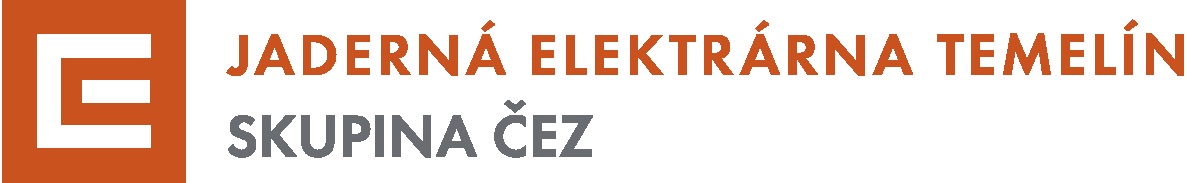 JADERNÁ ELEKTRÁRNA TEMELÍN
SKUPINA ČEZ